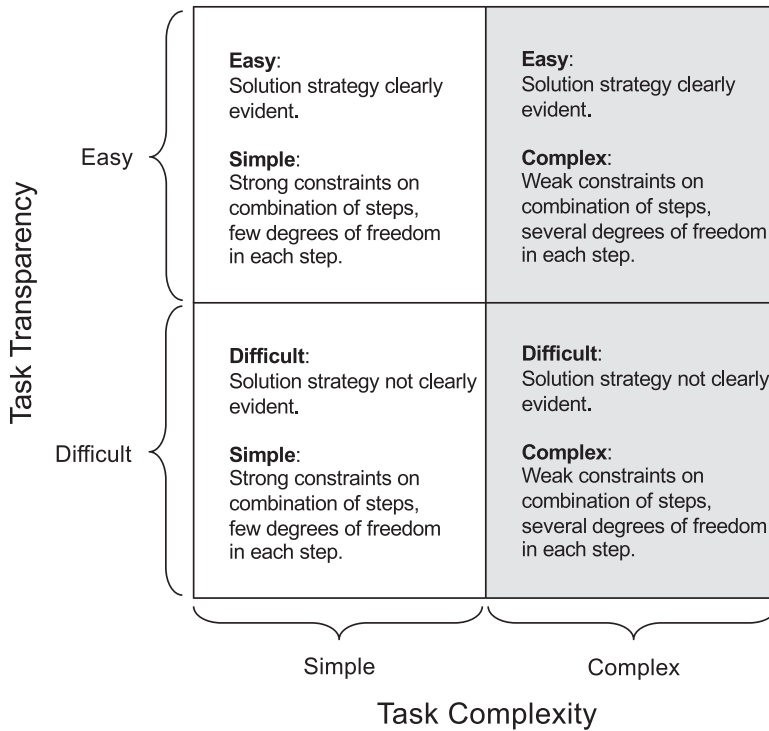 Task Transparency
Easy
Easy:
Solution strategy clearly
evident.
Simple:
Strong constraints on
combination of steps,
few degrees of freedom
in each step.
Easy:
Solution strategy clearly
evident.
Complex:
Weak constraints on
combination of steps,
several degrees of freedom
in each step.
Difficult
Difficult:
Solution strategy not clearly
evident.
Simple:
Strong constraints on
combination of steps,
few degrees of freedom
in each step.
Difficult:
Solution strategy not clearly
evident.
Complex:
Weak constraints on
combination of steps,
several degrees of freedom
in each step.
Simple
Complex
Task Complexity